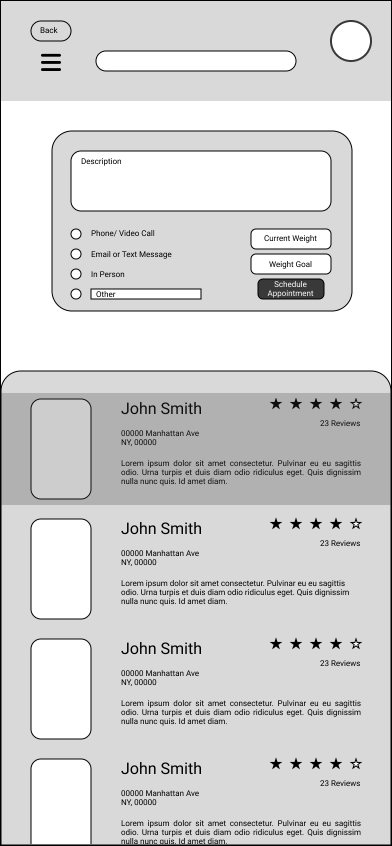 Back
Description
Phone/ Video Call
Email or Text Message
In Person
Other
Current Weight
Weight Goal
Schedule
Appointment
John Smith
00000 Manhattan Ave
NY, 00000
23 Reviews
Lorem ipsum dolor sit amet consectetur. Pulvinar eu eu sagittis
odio. Urna turpis et duis diam odio ridiculus eget. Quis dignissim
nulla nunc quis. Id amet diam.
John Smith
00000 Manhattan Ave
NY, 00000
23 Reviews
Lorem ipsum dolor sit amet consectetur. Pulvinar eu eu sagittis
odio. Urna turpis et duis diam odio ridiculus eget. Quis dignissim
nulla nunc quis. Id amet diam.
John Smith
00000 Manhattan Ave
NY, 00000
23 Reviews
Lorem ipsum dolor sit amet consectetur. Pulvinar eu eu sagittis
odio. Urna turpis et duis diam odio ridiculus eget. Quis dignissim
nulla nunc quis. Id amet diam.
John Smith
00000 Manhattan Ave
NY, 00000
23 Reviews
Lorem ipsum dolor sit amet consectetur. Pulvinar eu eu sagittis
odio. Urna turpis et duis diam odio ridiculus eget. Quis dignissim
nulla nunc quis. Id amet diam.